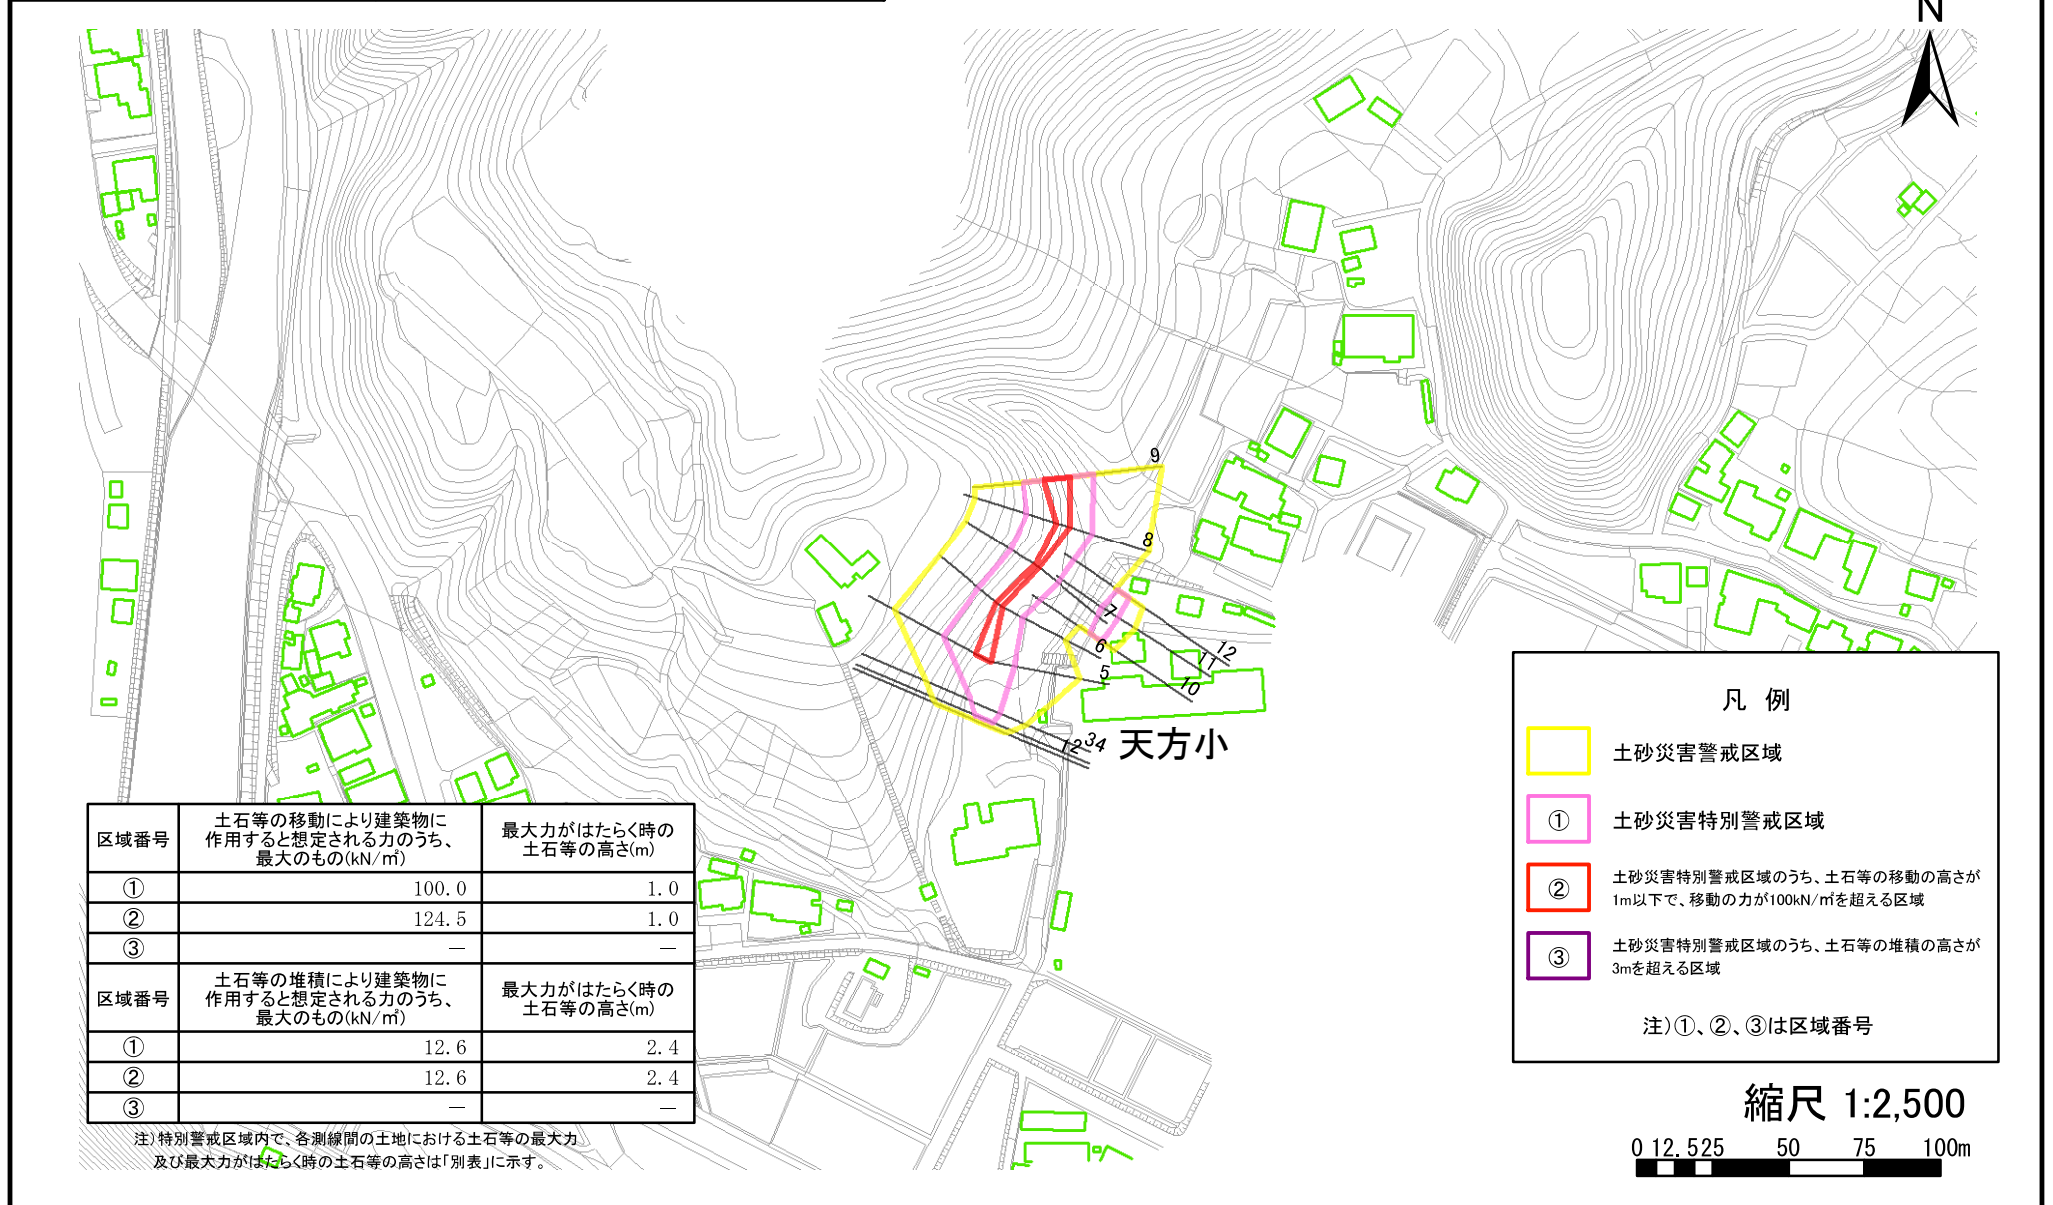 N
9
8
7
6
5
12
11
10
34
12
天方小
凡 例
土砂災害警戒区域
① 土砂災害特別警戒区域
② 土砂災害特別警戒区域のうち、土石等の移動の高さが
1m以下で、移動の力が100kN/㎡を超える区域
③ 土砂災害特別警戒区域のうち、土石等の堆積の高さが
3mを超える区域
注)①、②、③は区域番号
縮尺 1:2,500
0 12.5 25 50 75 100m
区域番号
土石等の移動により建築物に
作用すると想定される力のうち、
最大のもの(kN/㎡)
最大力がはたらく時の
土石等の高さ(m)
① 100.0 1.0
② 124.5 1.0
③ － －
区域番号
土石等の堆積により建築物に
作用すると想定される力のうち、
最大のもの(kN/㎡)
最大力がはたらく時の
土石等の高さ(m)
① 12.6 2.4
② 12.6 2.4
③ － －
注)特別警戒区域内で、各測線間の土地における土石等の最大力
及び最大力がはたらく時の土石等の高さは「別表」に示す。